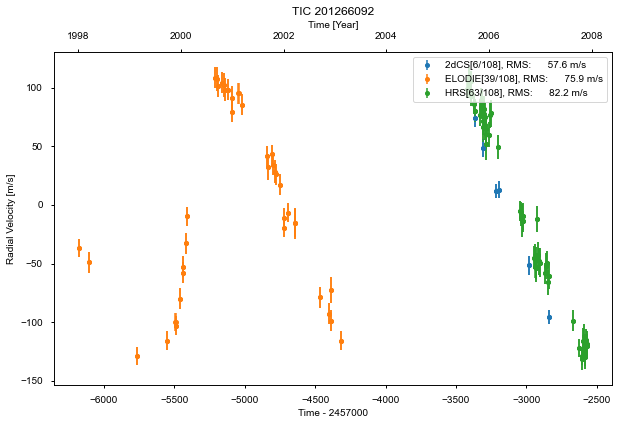 TIC 201266092
Time [Year]
1998 2000 2002 2004 2006 2008
2dCS[6/108], RMS: 57.6 m/s
ELODIE[39/108], RMS: 75.9 m/s
HRS[63/108], RMS: 82.2 m/s
Radial Velocity [m/s]
100
50
0
−50
−100
−150
−6000 −5500 −5000 −4500 −4000 −3500 −3000 −2500
Time - 2457000